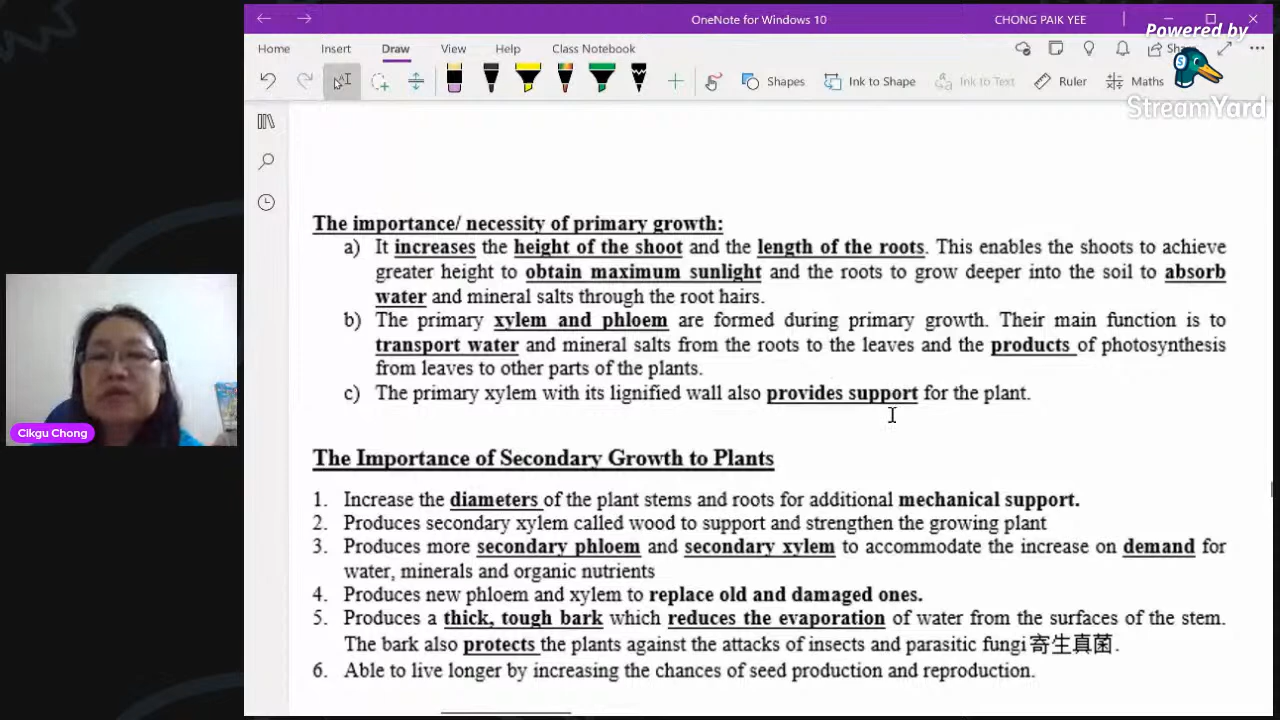 OneNote for Windows 10
CHONG PAIK YEE
Powered by
Home Insert Draw View Help Class Notebook
Share
Shapes Ink to Shape Ink to Text Ruler Maths
StreamYard
The importance/ necessity of primary growth:
a) It increases the height of the shoot and the length of the roots. This enables the shoots to achieve
greater height to obtain maximum sunlight and the roots to grow deeper into the soil to absorb
water and mineral salts through the root hairs.
b) The primary xylem and phloem are formed during primary growth. Their main function is to
transport water and mineral salts from the roots to the leaves and the products of photosynthesis
from leaves to other parts of the plants.
c) The primary xylem with its lignified wall also provides support for the plant.
Cikgu Chong
The Importance of Secondary Growth to Plants
1. Increase the diameters of the plant stems and roots for additional mechanical support.
2. Produces secondary xylem called wood to support and strengthen the growing plant
3. Produces more secondary phloem and secondary xylem to accommodate the increase on demand for
water, minerals and organic nutrients
4. Produces new phloem and xylem to replace old and damaged ones.
5. Produces a thick, tough bark which reduces the evaporation of water from the surfaces of the stem.
The bark also protects the plants against the attacks of insects and parasitic fungi 寄生真菌.
6. Able to live longer by increasing the chances of seed production and reproduction.